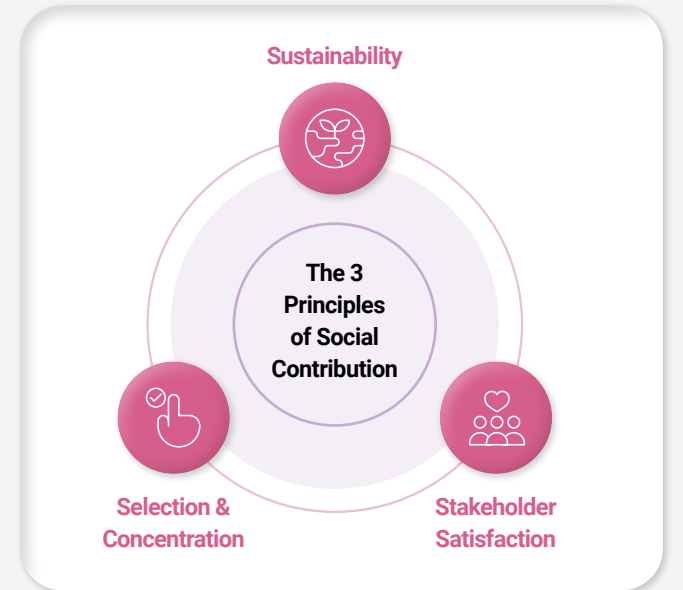 Sustainability
The 3
Principles
of Social
Contribution
Selection &
Concentration
Stakeholder
Satisfaction